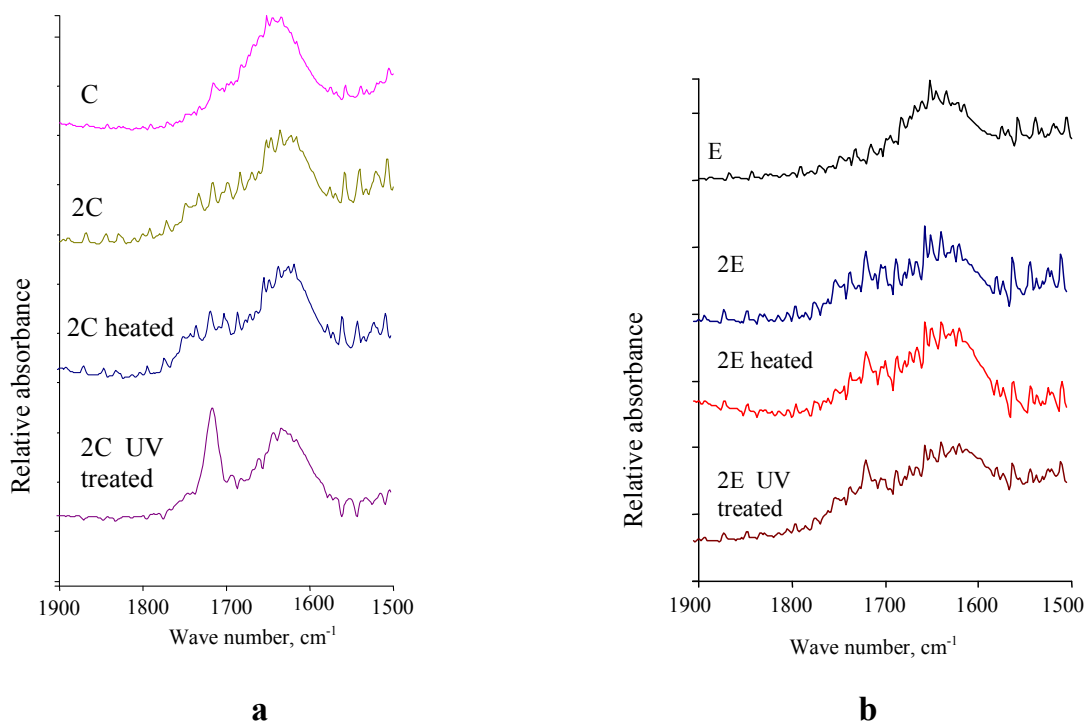 C
2C
2C heated
2C UV
treated
Relative absorbance
1900
1800
1700
1600
1500
Wave number, cm-1
a
E
2E
2E heated
2E UV
treated
Relative absorbance
1900
1800
1700
1600
1500
Wave number, cm-1
b